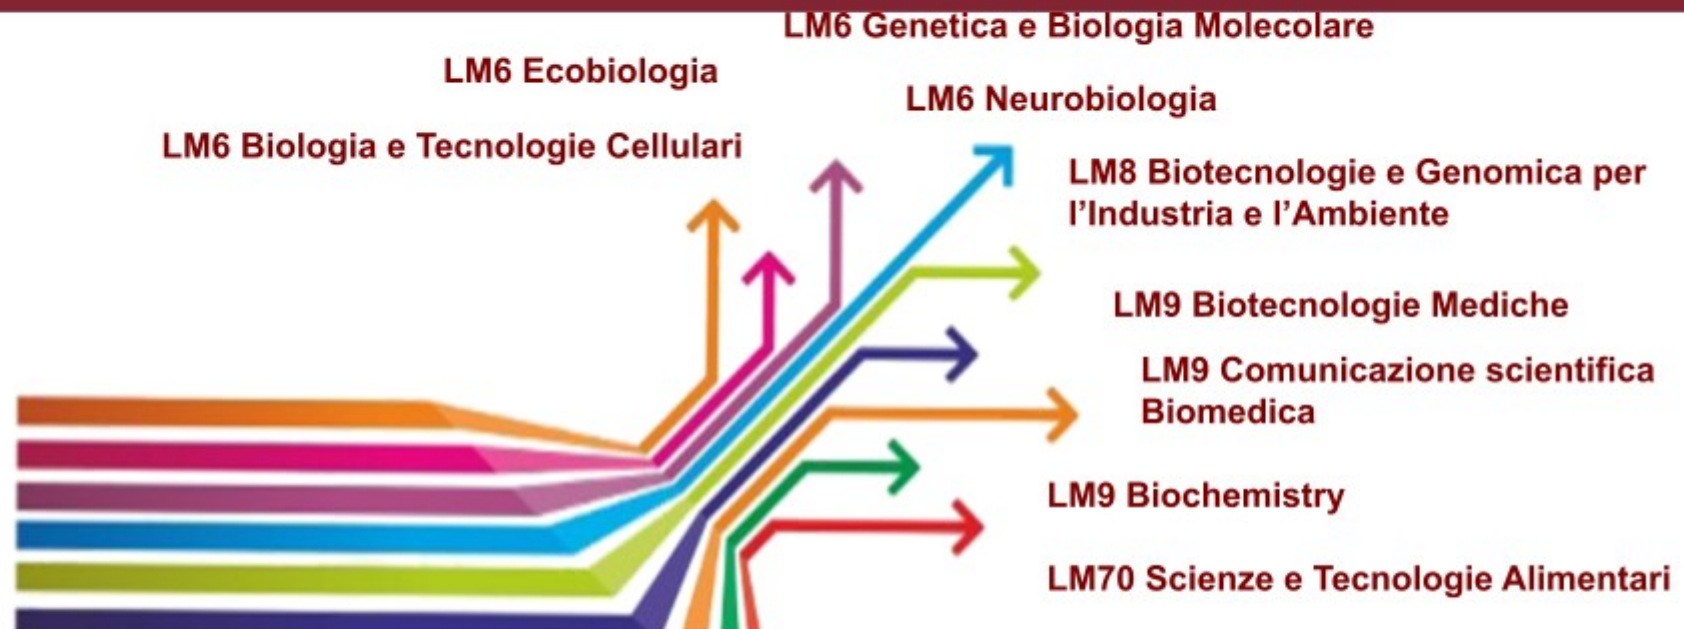 LM6 Genetica e Biologia Molecolare
LM6 Ecobiologia
LM6 Neurobiologia
LM6 Biologia e Tecnologie Cellulari
LM8 Biotecnologie e Genomica per
l’Industria e l’Ambiente
LM9 Biotecnologie Mediche
LM9 Comunicazione scientifica
Biomedica
LM9 Biochemistry
LM70 Scienze e Tecnologie Alimentari